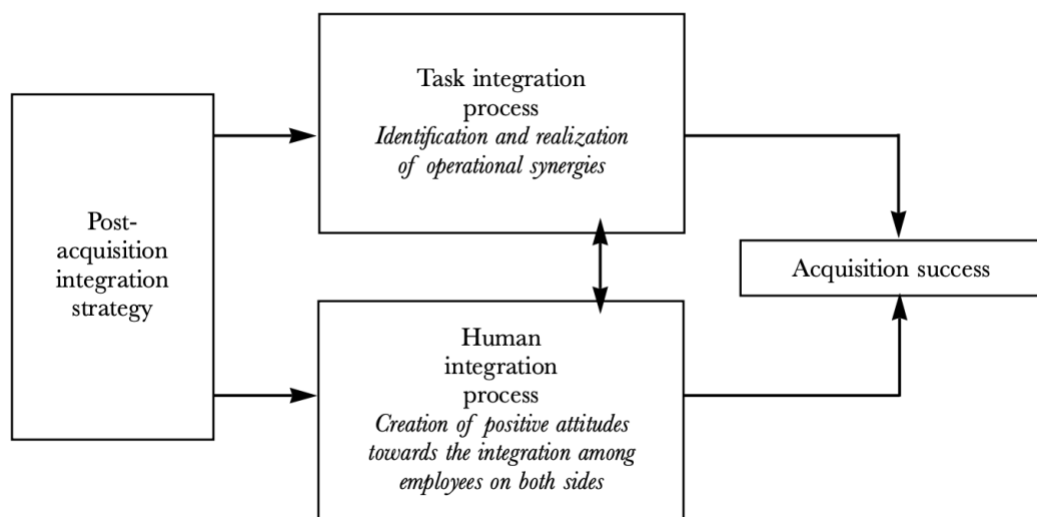 Post-
acquisition
integration
strategy
Task integration
process
Identification and realization
of operational synergies
Human
integration
process
Creation of positive attitudes
towards the integration among
employees on both sides
Acquisition success